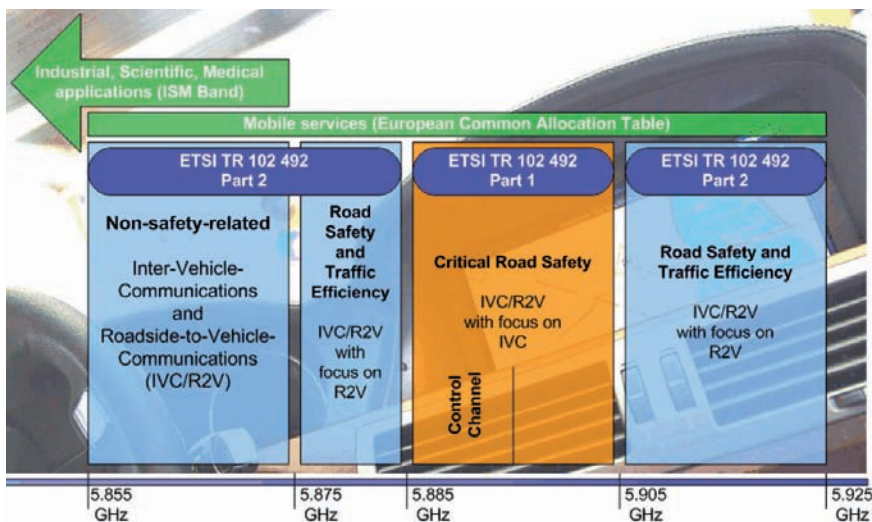 Industrial, Scientific, Medical
applications (ISM Band)
Mobile services (European Common Allocation Table)
ETSI TR 102 492
Part 2
ETSI TR 102 492
Part 1
ETSI TR 102 492
Part 2
Non-safety-related
Inter-Vehicle-
Communications
and
Roadside-to-Vehicle-
Communications
(IVC/R2V)
Road
Safety
and
Traffic
Efficiency
IVC/R2V
with
focus on
R2V
Critical Road Safety
IVC/R2V
with focus on
IVC
Control
Channel
Road Safety and
Traffic Efficiency
IVC/R2V
with focus on
R2V
5.855
GHz
5.875
GHz
5.885
GHz
5.905
GHz
5.925
GHz